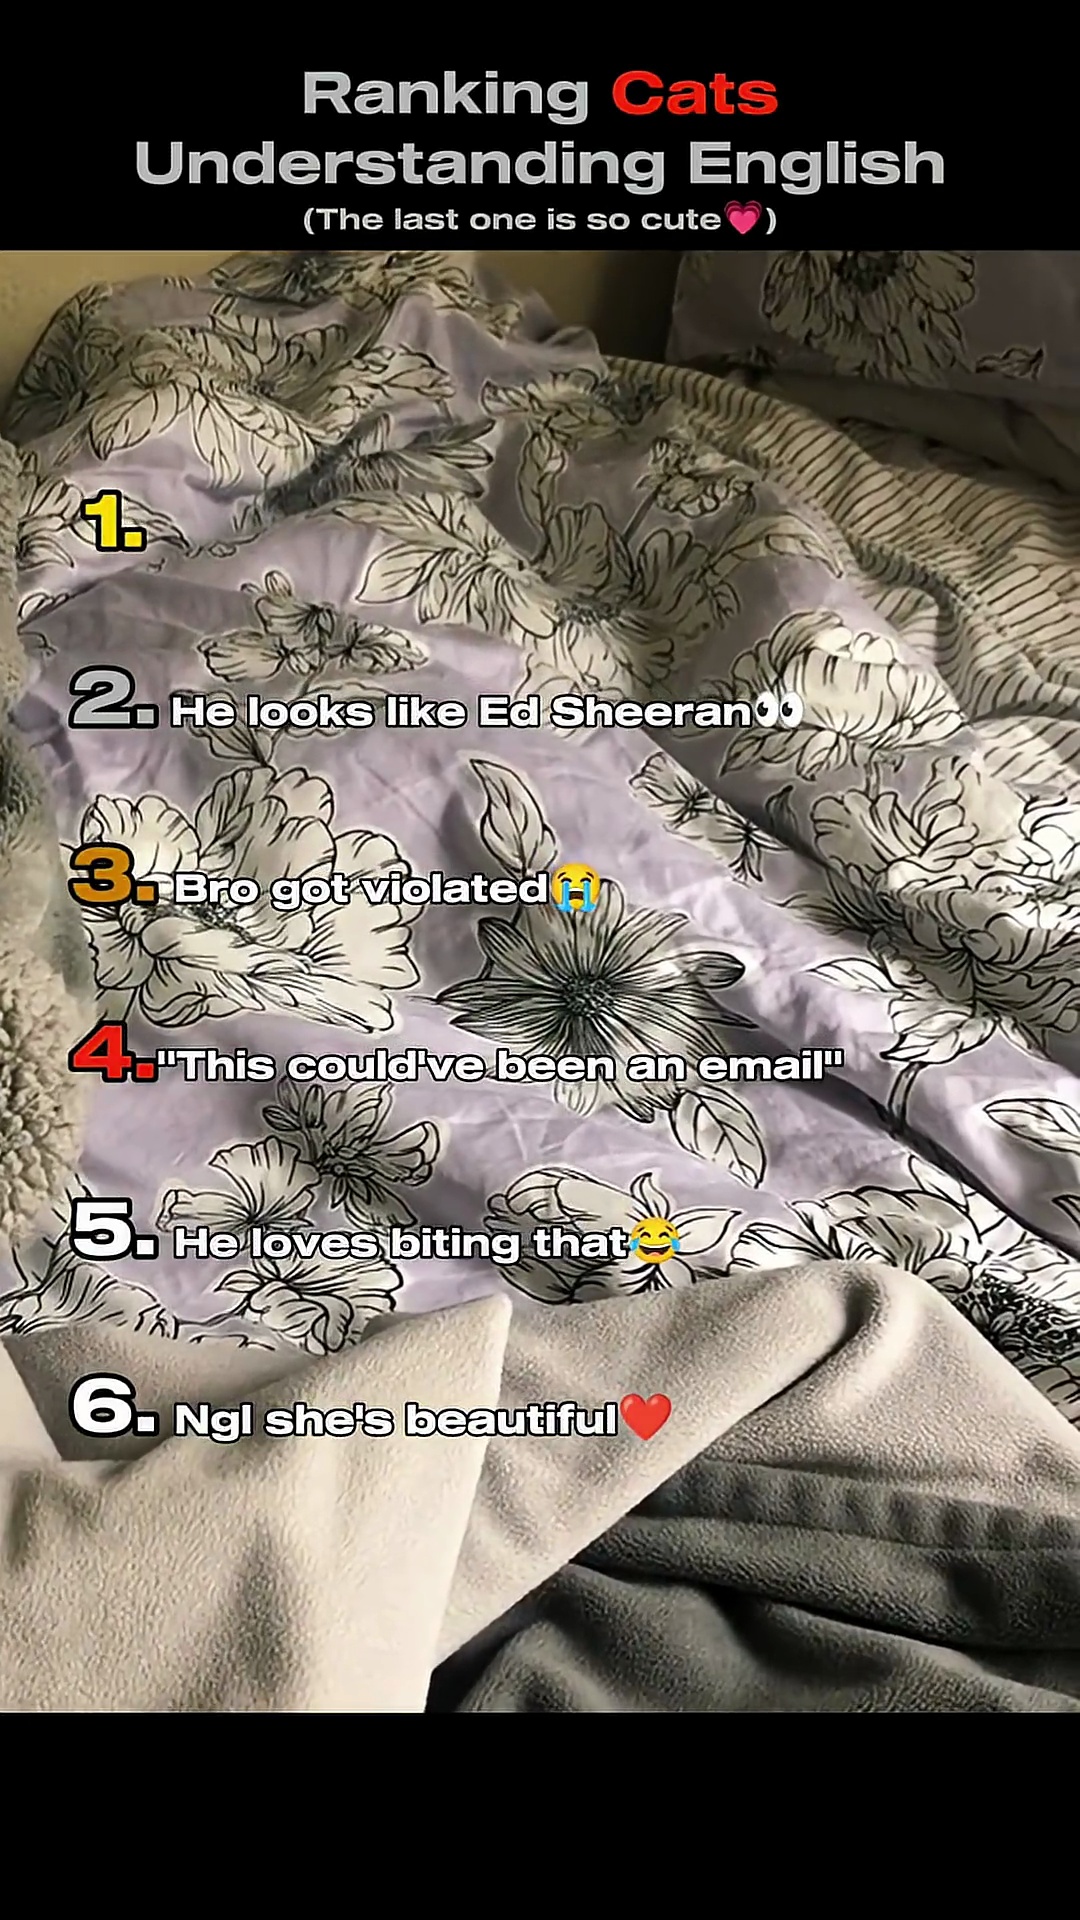 Ranking Cats
Understanding English
(The last one is so cute💗)
1.
2. He looks like Ed Sheeran👀
3. Bro got violated😭
4."This could've been an email"
5. He loves biting that😂
6. Ngl she's beautiful❤️